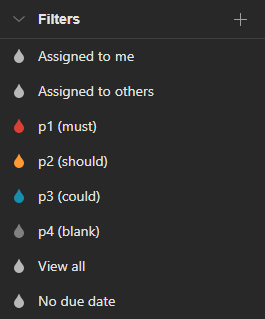 Filters
Assigned to me
Assigned to others
p1 (must)
p2 (should)
p3 (could)
p4 (blank)
View all
No due date